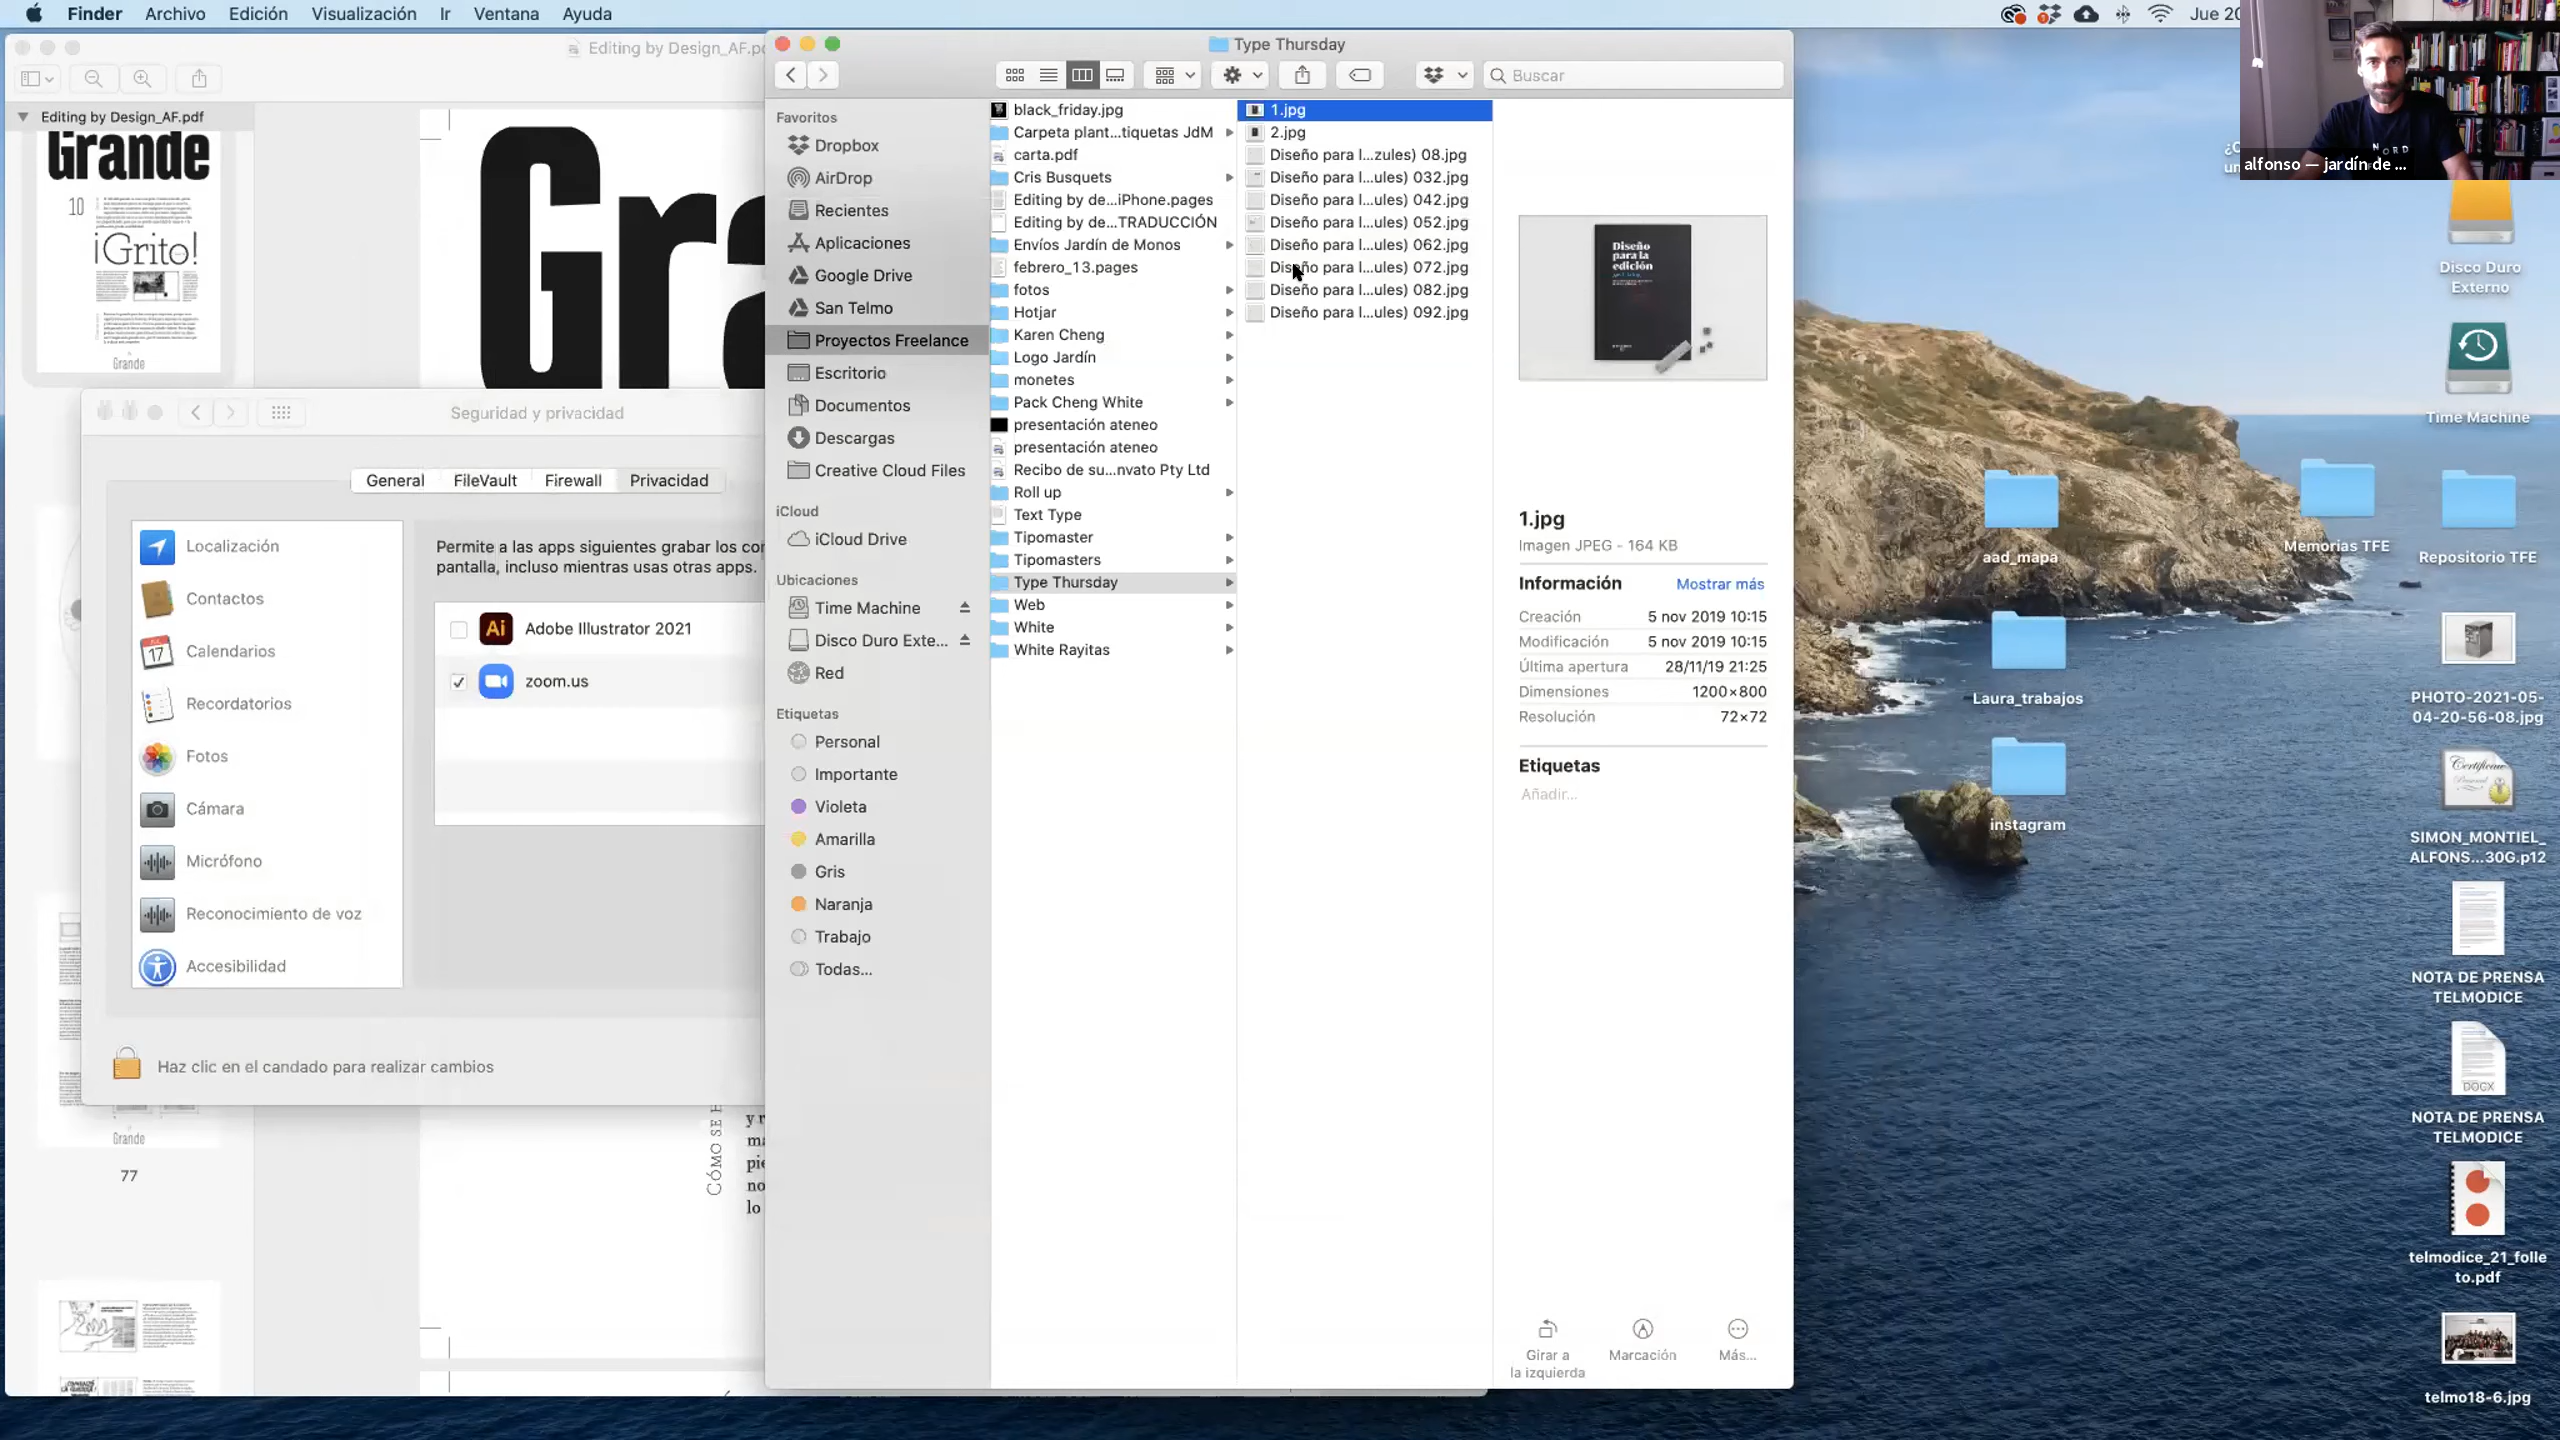 Finder Archivo Edición Visualización Ir Ventana Ayuda
Jue 20
alfonso — jardín de ...
Editing by Design_AF.pd
Editing by Design_AF.pdf
Grande
10
¡Grito!
Grande
Gra
Seguridad y privacidad
General FileVault Firewall Privacidad
Localización
Contactos
Calendarios
Recordatorios
Fotos
Cámara
Micrófono
Reconocimiento de voz
Accesibilidad
Permite a las apps siguientes grabar los con
pantalla, incluso mientras usas otras apps.
Adobe Illustrator 2021
zoom.us
Haz clic en el candado para realizar cambios
Grande
77
CÓMO SE
y r
ma
pie
no
lo
Type Thursday
Buscar
Favoritos
Dropbox
AirDrop
Recientes
Aplicaciones
Google Drive
San Telmo
Proyectos Freelance
Escritorio
Documentos
Descargas
Creative Cloud Files
iCloud
iCloud Drive
Ubicaciones
Time Machine
Disco Duro Exte...
Red
Etiquetas
Personal
Importante
Violeta
Amarilla
Gris
Naranja
Trabajo
Todas...
black_friday.jpg
Carpeta plant...tiquetas JdM
carta.pdf
Cris Busquets
Editing by de...iPhone.pages
Editing by de...TRADUCCIÓN
Envíos Jardín de Monos
febrero_13.pages
fotos
Hotjar
Karen Cheng
Logo Jardín
monetes
Pack Cheng White
presentación ateneo
presentación ateneo
Recibo de su...nvato Pty Ltd
Roll up
Text Type
Tipomaster
Tipomasters
Type Thursday
Web
White
White Rayitas
1.jpg
2.jpg
Diseño para l...zules) 08.jpg
Diseño para l...ules) 032.jpg
Diseño para l...ules) 042.jpg
Diseño para l...ules) 052.jpg
Diseño para l...ules) 062.jpg
Diseño para l...ules) 072.jpg
Diseño para l...ules) 082.jpg
Diseño para l...ules) 092.jpg
Diseño
para la
edición
1.jpg
Imagen JPEG - 164 KB
Información Mostrar más
Creación 5 nov 2019 10:15
Modificación 5 nov 2019 10:15
Última apertura 28/11/19 21:25
Dimensiones 1200×800
Resolución 72×72
Etiquetas
Añadir...
Girar a
la izquierda
Marcación
Más...
aad_mapa
Laura_trabajos
instagram
Memorias TFE
Disco Duro
Externo
Time Machine
Repositorio TFE
PHOTO-2021-05-
04-20-56-08.jpg
SIMON_MONTIEL_
ALFONS...30G.p12
NOTA DE PRENSA
TELMODICE
DOCX
NOTA DE PRENSA
TELMODICE
telmodice_21_folle
to.pdf
telmo18-6.jpg